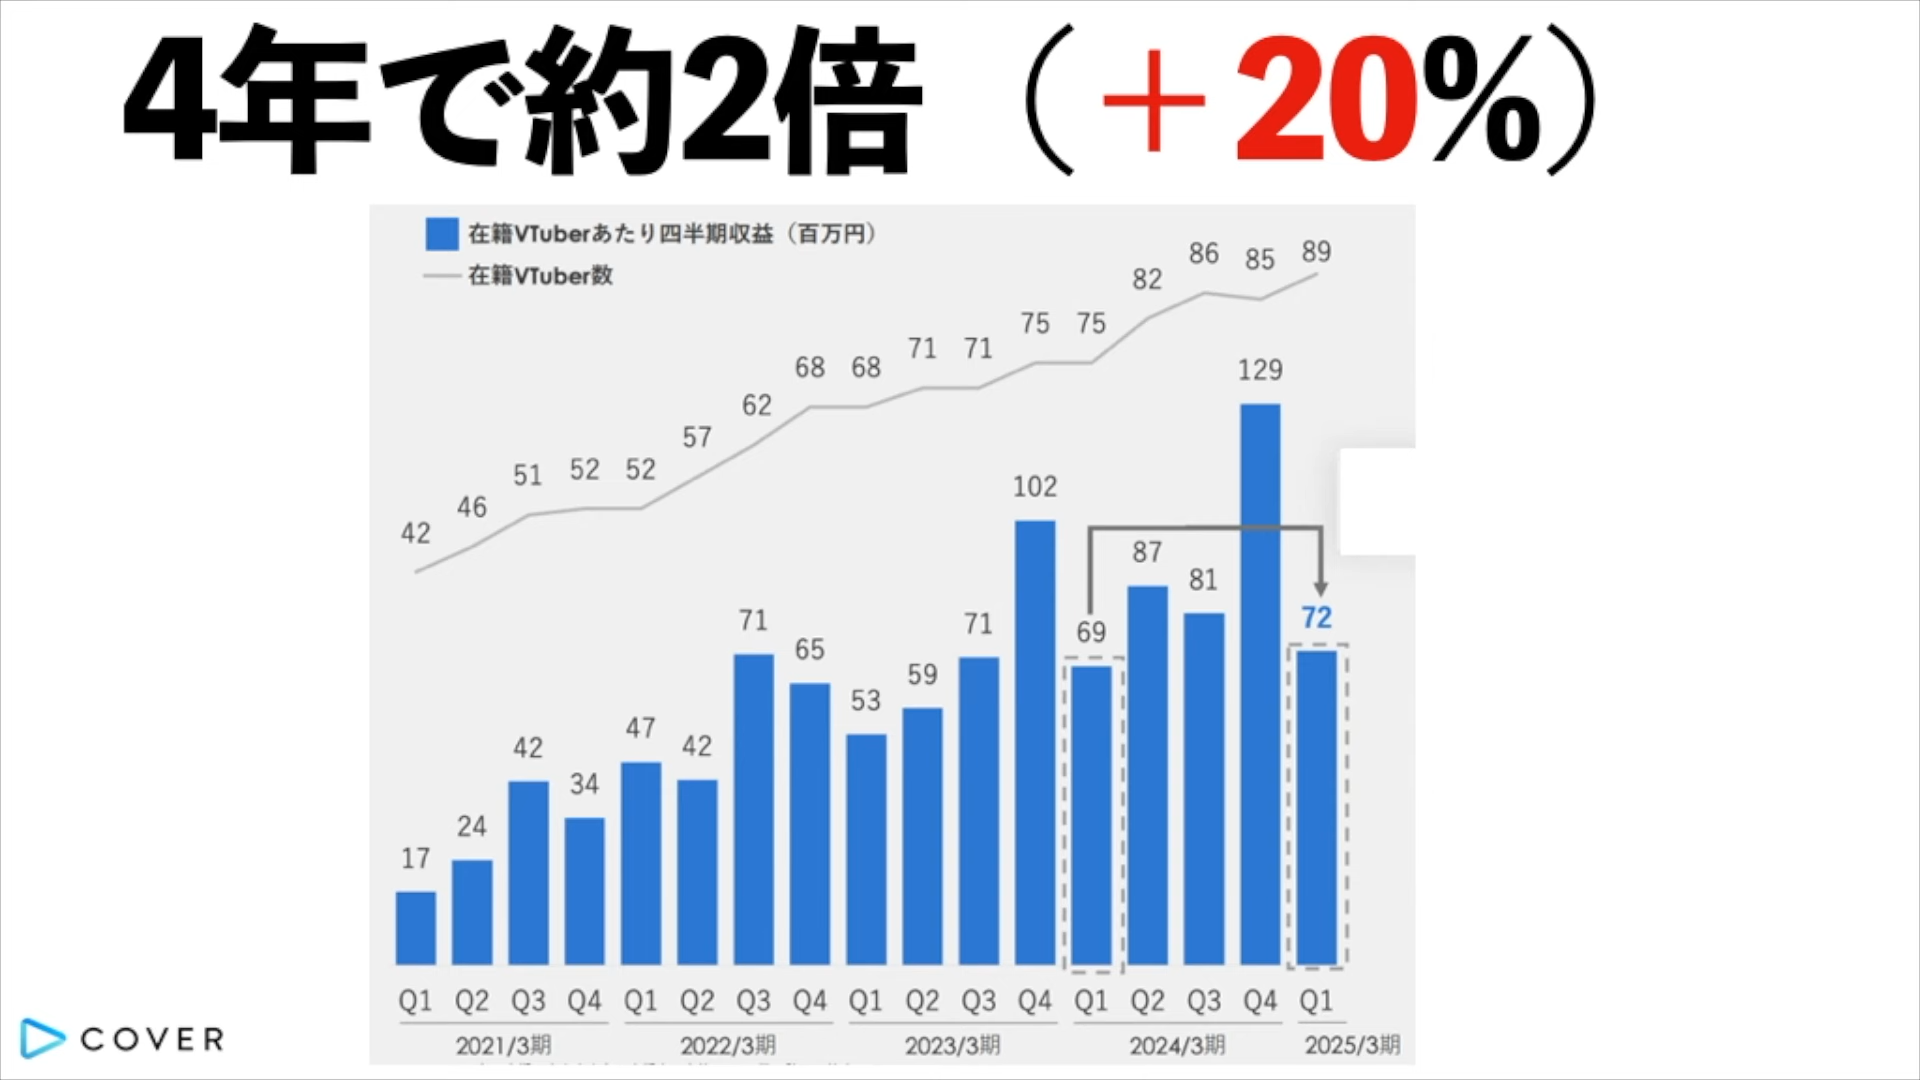 4年で約2倍（＋20%）
在籍VTuberあたり四半期収益（百万円）
在籍VTuber数
42 46 51 52 52 57 62 68 68 71 71 75 75 82 86 85 89
17 24 42 34 47 42 71 65 53 59 71 102 69 87 81 129 72
Q1 Q2 Q3 Q4 Q1 Q2 Q3 Q4 Q1 Q2 Q3 Q4 Q1 Q2 Q3 Q4 Q1
2021/3期 2022/3期 2023/3期 2024/3期 2025/3期
COVER